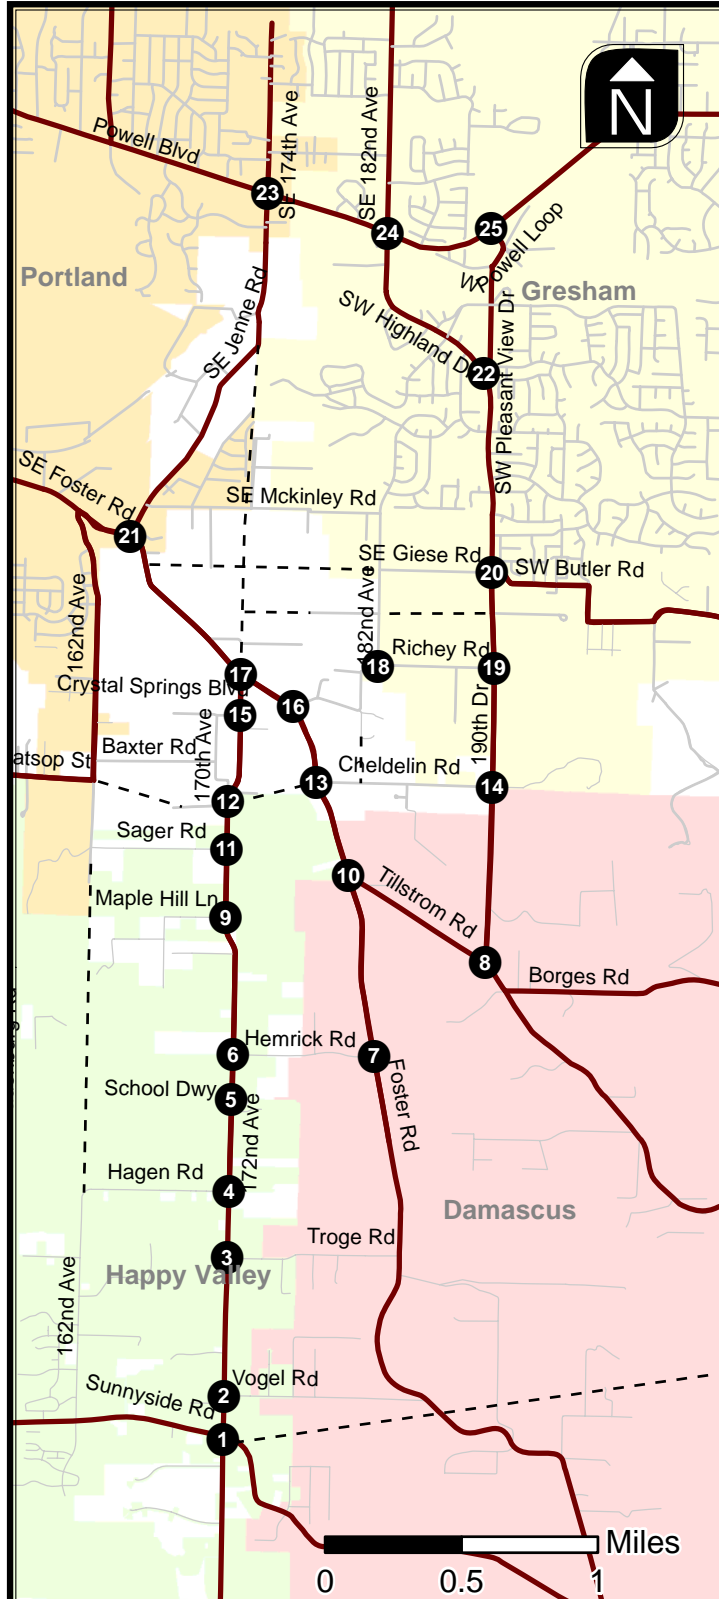 N
Powell Blvd
SE 174th Ave
SE 182nd Ave
23
24
25
W Powell Loop
Portland
Gresham
SE Jenne Rd
SW Highland Dr
SW Pleasant View Dr
22
SE Foster Rd
SE Mckinley Rd
21
SE Giese Rd
20
SW Butler Rd
162nd Ave
182nd Ave
Richey Rd
18
19
17
Crystal Springs Blvd
16
15
190th Dr
170th Ave
Baxter Rd
atsop St
Cheldelin Rd
13
14
12
Sager Rd
11
10
Tillstrom Rd
Maple Hill Ln
9
8
Borges Rd
Hemrick Rd
6
7
School Dwy
5
Foster Rd
172nd Ave
Hagen Rd
4
Damascus
Troge Rd
3
Happy Valley
162nd Ave
Vogel Rd
2
Sunnyside Rd
1
Miles
0 0.5 1